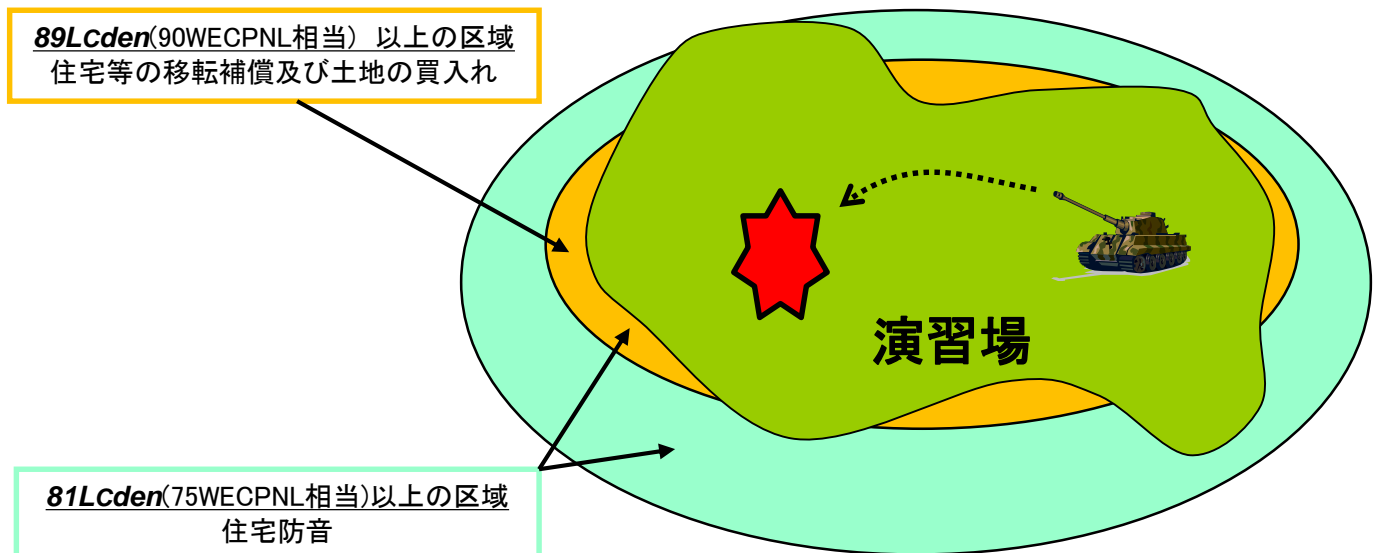 89LCden(90WECPNL相当) 以上の区域
住宅等の移転補償及び土地の買入れ
演習場
81LCden(75WECPNL相当)以上の区域
住宅防音